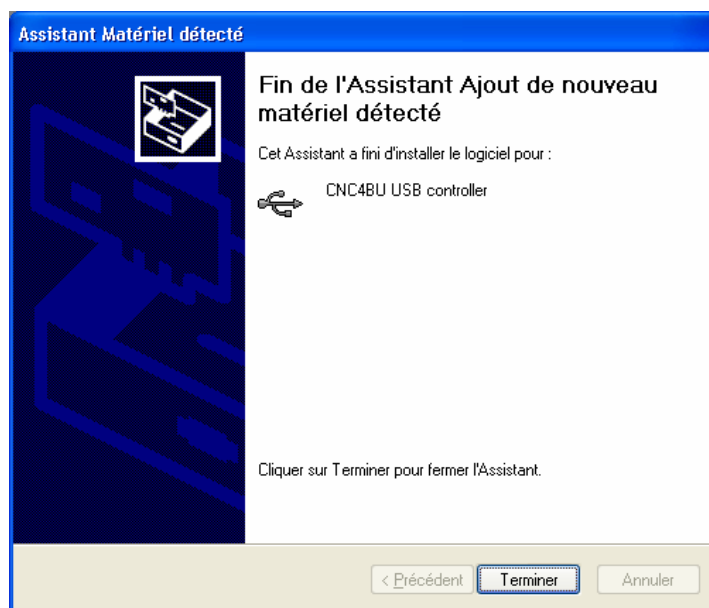 Assistant Matériel détecté
Fin de l'Assistant Ajout de nouveau
matériel détecté
Cet Assistant a fini d'installer le logiciel pour :
CNC4BU USB controller
Cliquer sur Terminer pour fermer l'Assistant.
< Précédent Terminer Annuler